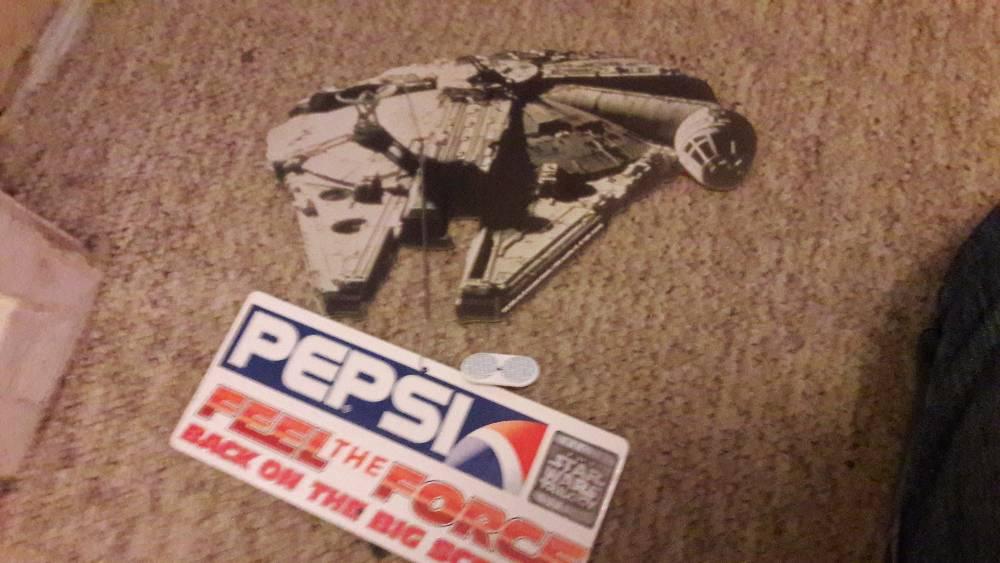 PEPSI
FEEL THE FORCE
BACK ON THE BIG
STAR
WARS